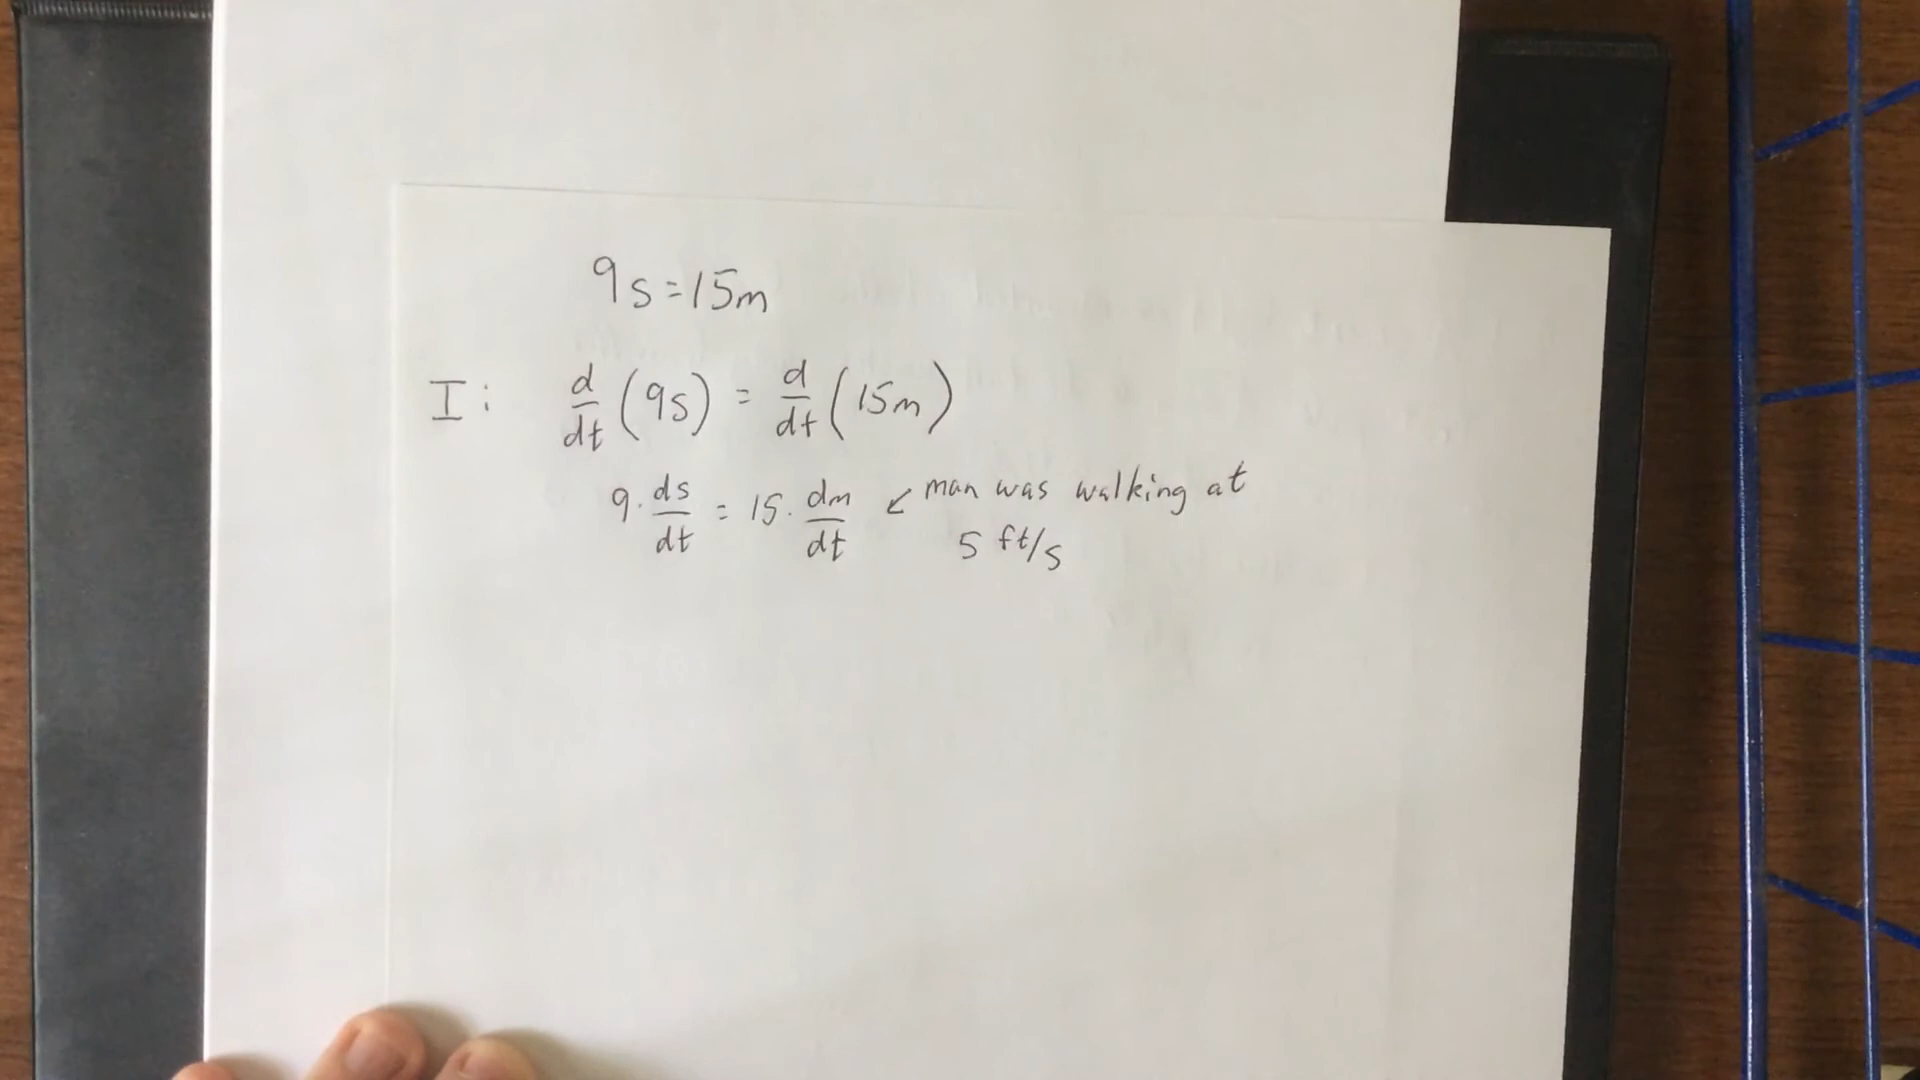 9s=15m
I: d/dt (9s) = d/dt (15m)
9 · ds/dt = 15 · dm/dt ↙ man was walking at
5 ft/s